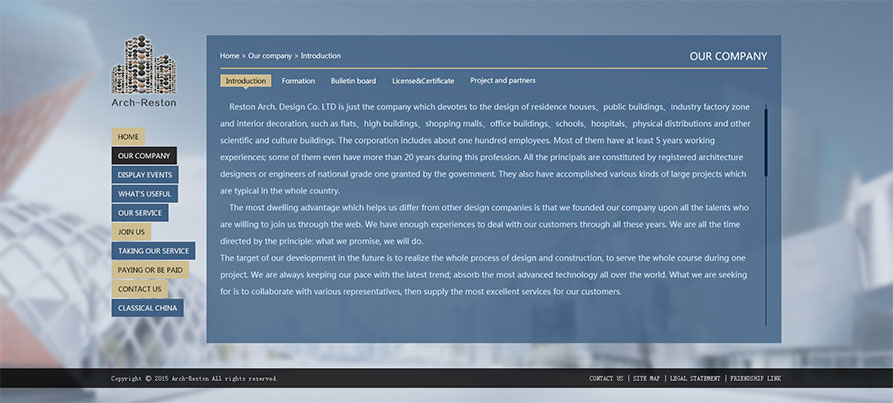 Arch-Reston
HOME
OUR COMPANY
DISPLAY EVENTS
WHAT'S USEFUL
OUR SERVICE
JOIN US
TAKING OUR SERVICE
PAYING OR BE PAID
CONTACT US
CLASSICAL CHINA
Home > Our company > Introduction
OUR COMPANY
Introduction Formation Bulletin board License&Certificate Project and partners
Reston Arch. Design Co. LTD is just the company which devotes to the design of residence houses、public buildings、industry factory zone
and interior decoration, such as flats、high buildings、shopping malls、office buildings、schools、hospitals、physical distributions and other
scientific and culture buildings. The corporation includes about one hundred employees. Most of them have at least 5 years working
experiences; some of them even have more than 20 years during this profession. All the principals are constituted by registered architecture
designers or engineers of national grade one granted by the government. They also have accomplished various kinds of large projects which
are typical in the whole country.
The most dwelling advantage which helps us differ from other design companies is that we founded our company upon all the talents who
are willing to join us through the web. We have enough experiences to deal with our customers through all these years. We are all the time
directed by the principle: what we promise, we will do.
The target of our development in the future is to realize the whole process of design and construction, to serve the whole course during one
project. We are always keeping our pace with the latest trend; absorb the most advanced technology all over the world. What we are seeking
for is to collaborate with various representatives, then supply the most excellent services for our customers.
Copyright © 2015 Arch-Reston All rights reserved.
CONTACT US | SITE MAP | LEGAL STATEMENT | FRIENDSHIP LINK